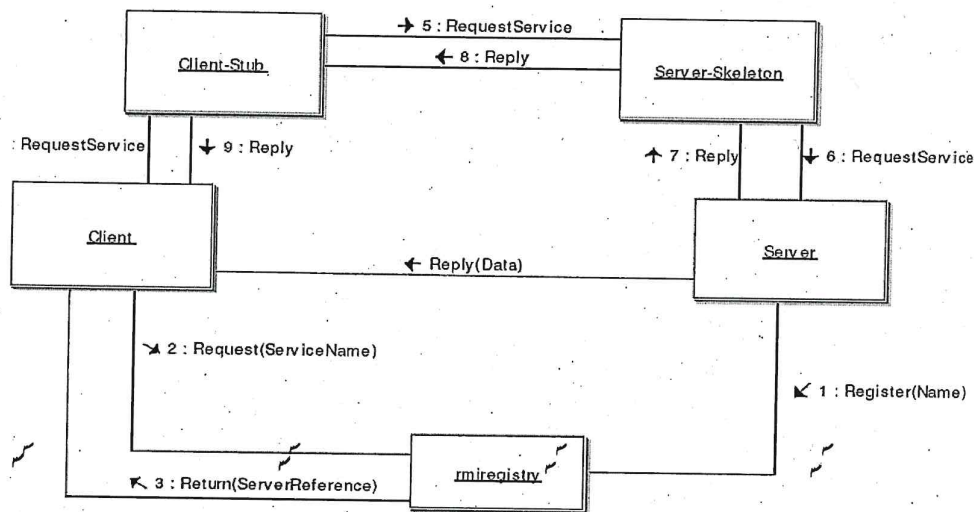 5 : RequestService
8 : Reply
Client-Stub
Server-Skeleton
: RequestService
9 : Reply
7 : Reply
6 : RequestService
Client
Server
Reply(Data)
2 : Request(ServiceName)
1 : Register(Name)
rmiregistry
3 : Return(ServerReference)